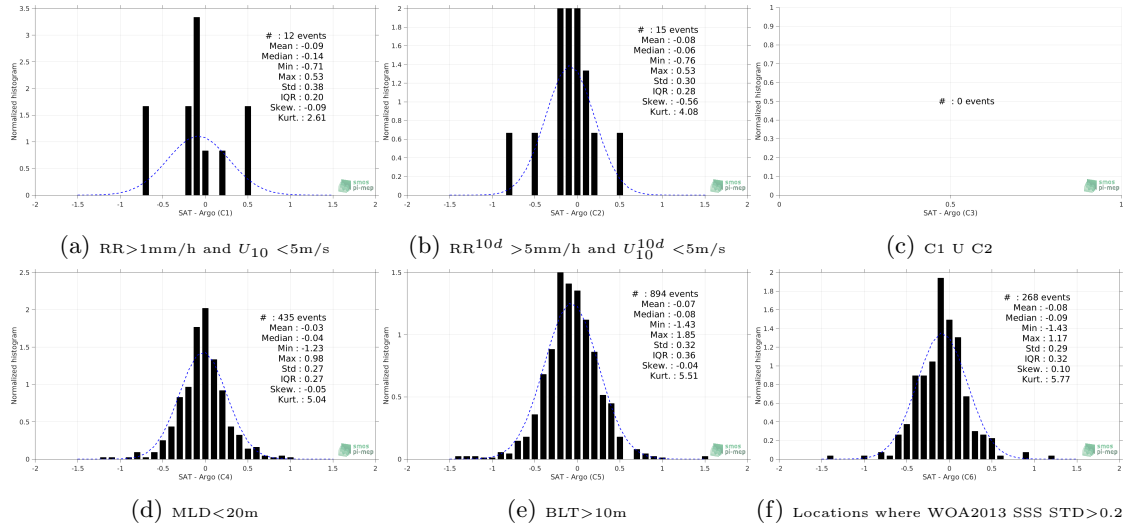 # : 12 events
Mean : -0.09
Median : -0.14
Min : -0.71
Max : 0.53
Std : 0.38
IQR : 0.20
Skew. : -0.09
Kurt. : 2.61
Normalized histogram
3.5
3
2.5
2
1.5
1
0.5
0
-2 -1.5 -1 -0.5 0 0.5 1 1.5 2
SAT - Argo (C1)
smos
pi-mep
(a) RR>1mm/h and U10 <5m/s
# : 15 events
Mean : -0.08
Median : -0.06
Min : -0.76
Max : 0.53
Std : 0.30
IQR : 0.28
Skew. : -0.56
Kurt. : 4.08
Normalized histogram
2
1.8
1.6
1.4
1.2
1
0.8
0.6
0.4
0.2
0
-2 -1.5 -1 -0.5 0 0.5 1 1.5 2
SAT - Argo (C2)
smos
pi-mep
(b) RR10d >5mm/h and U10d10 <5m/s
# : 0 events
Normalized histogram
1
0.9
0.8
0.7
0.6
0.5
0.4
0.3
0.2
0.1
0
0 0.5 1
SAT - Argo (C3)
smos
pi-mep
(c) C1 U C2
# : 435 events
Mean : -0.03
Median : -0.04
Min : -1.23
Max : 0.98
Std : 0.27
IQR : 0.27
Skew. : -0.05
Kurt. : 5.04
Normalized histogram
2.5
2
1.5
1
0.5
0
-2 -1.5 -1 -0.5 0 0.5 1 1.5 2
SAT - Argo (C4)
smos
pi-mep
(d) MLD<20m
# : 894 events
Mean : -0.07
Median : -0.08
Min : -1.43
Max : 1.85
Std : 0.32
IQR : 0.36
Skew. : -0.04
Kurt. : 5.51
Normalized histogram
1.5
1
0.5
0
-2 -1.5 -1 -0.5 0 0.5 1 1.5 2
SAT - Argo (C5)
smos
pi-mep
(e) BLT>10m
# : 268 events
Mean : -0.08
Median : -0.09
Min : -1.43
Max : 1.17
Std : 0.29
IQR : 0.32
Skew. : 0.10
Kurt. : 5.77
Normalized histogram
2
1.8
1.6
1.4
1.2
1
0.8
0.6
0.4
0.2
0
-2 -1.5 -1 -0.5 0 0.5 1 1.5 2
SAT - Argo (C6)
smos
pi-mep
(f) Locations where WOA2013 SSS STD>0.2